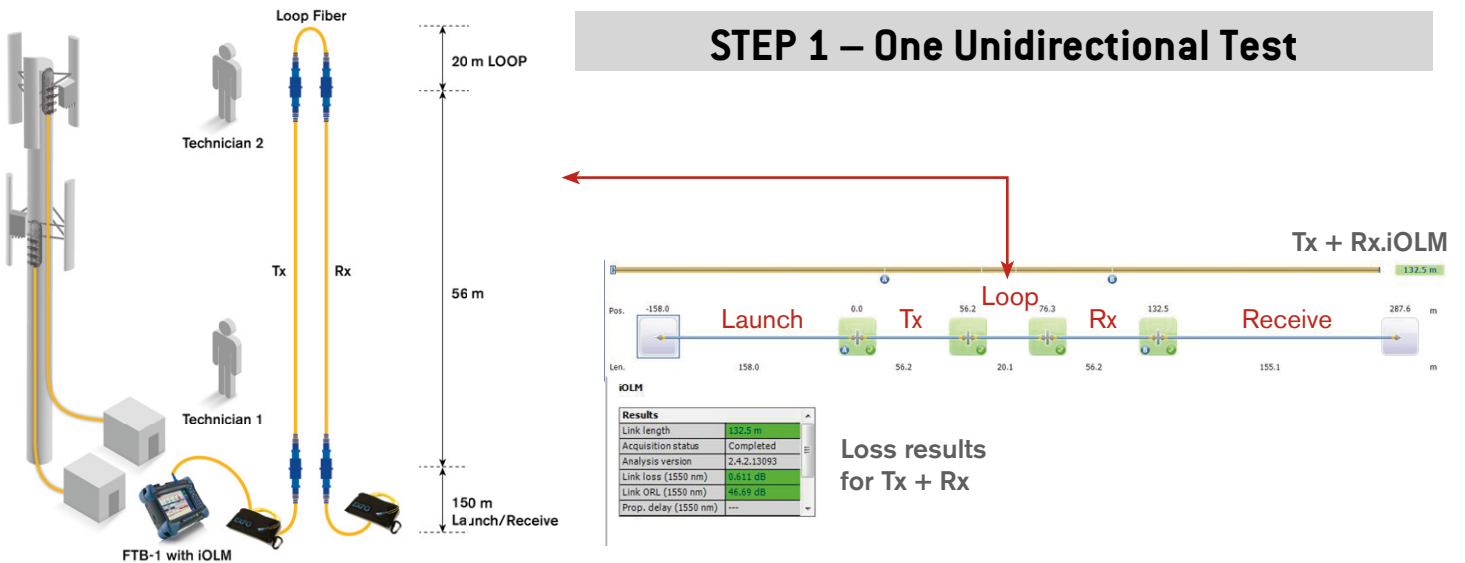 Loop Fiber
20 m LOOP
Technician 2
Tx
Rx
56 m
Technician 1
150 m
Launch/Receive
EXFO
EXFO
FTB-1 with iOLM
STEP 1 – One Unidirectional Test
Tx + Rx.iOLM
132.5 m
A
B
Loop
Pos. -158.0 0.0 56.2 76.3 132.5 287.6 m
Launch Tx Rx Receive
A B
Len. 158.0 56.2 20.1 56.2 155.1 m
iOLM
Results
Link length 132.5 m
Acquisition status Completed
Analysis version 2.4.2.13093
Link loss (1550 nm) 0.611 dB
Link ORL (1550 nm) 46.69 dB
Prop. delay (1550 nm) ---
Loss results
for Tx + Rx